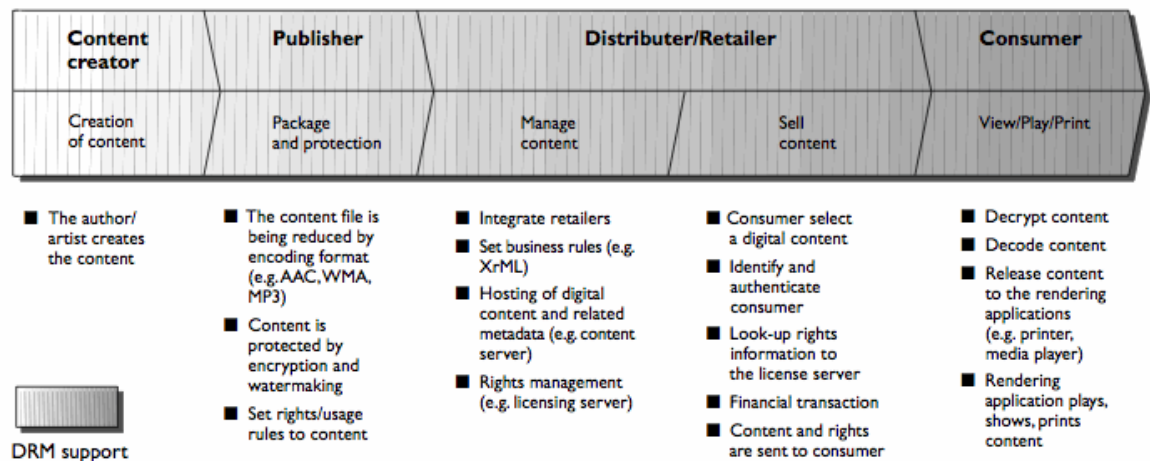 Content
creator
Publisher
Distributer/Retailer
Consumer
Creation
of content
Package
and protection
Manage
content
Sell
content
View/Play/Print
■ The author/
artist creates
the content
■ The content file is
being reduced by
encoding format
(e.g. AAC, WMA,
MP3)
■ Content is
protected by
encryption and
watermaking
■ Set rights/usage
rules to content
■ Integrate retailers
■ Set business rules (e.g.
XrML)
■ Hosting of digital
content and related
metadata (e.g. content
server)
■ Rights management
(e.g. licensing server)
■ Consumer select
a digital content
■ Identify and
authenticate
consumer
■ Look-up rights
information to
the license server
■ Financial transaction
■ Content and rights
are sent to consumer
■ Decrypt content
■ Decode content
■ Release content
to the rendering
applications
(e.g. printer,
media player)
■ Rendering
application plays,
shows, prints
content
DRM support